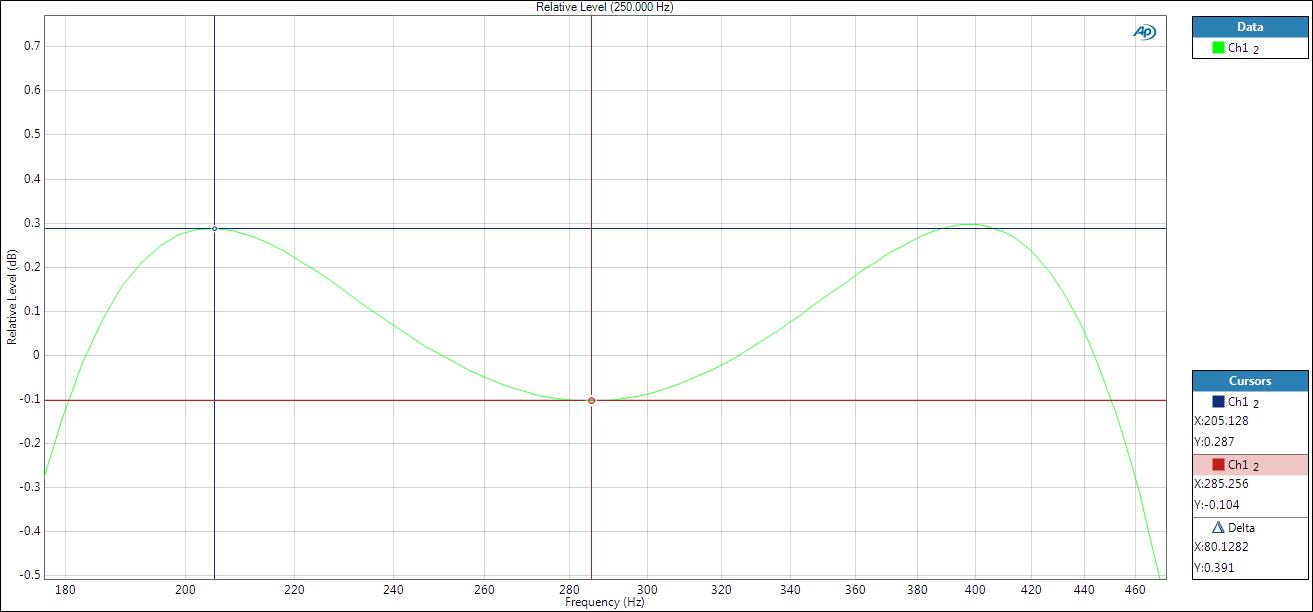 Relative Level (250.000 Hz)
AP
Data
Ch1 2
0.7
0.6
0.5
0.4
0.3
0.2
0.1
0
-0.1
-0.2
-0.3
-0.4
-0.5
Relative Level (dB)
180 200 220 240 260 280 300 320 340 360 380 400 420 440 460
Frequency (Hz)
Cursors
Ch1 2
X:205.128
Y:0.287
Ch1 2
X:285.256
Y:-0.104
Delta
X:80.1282
Y:0.391